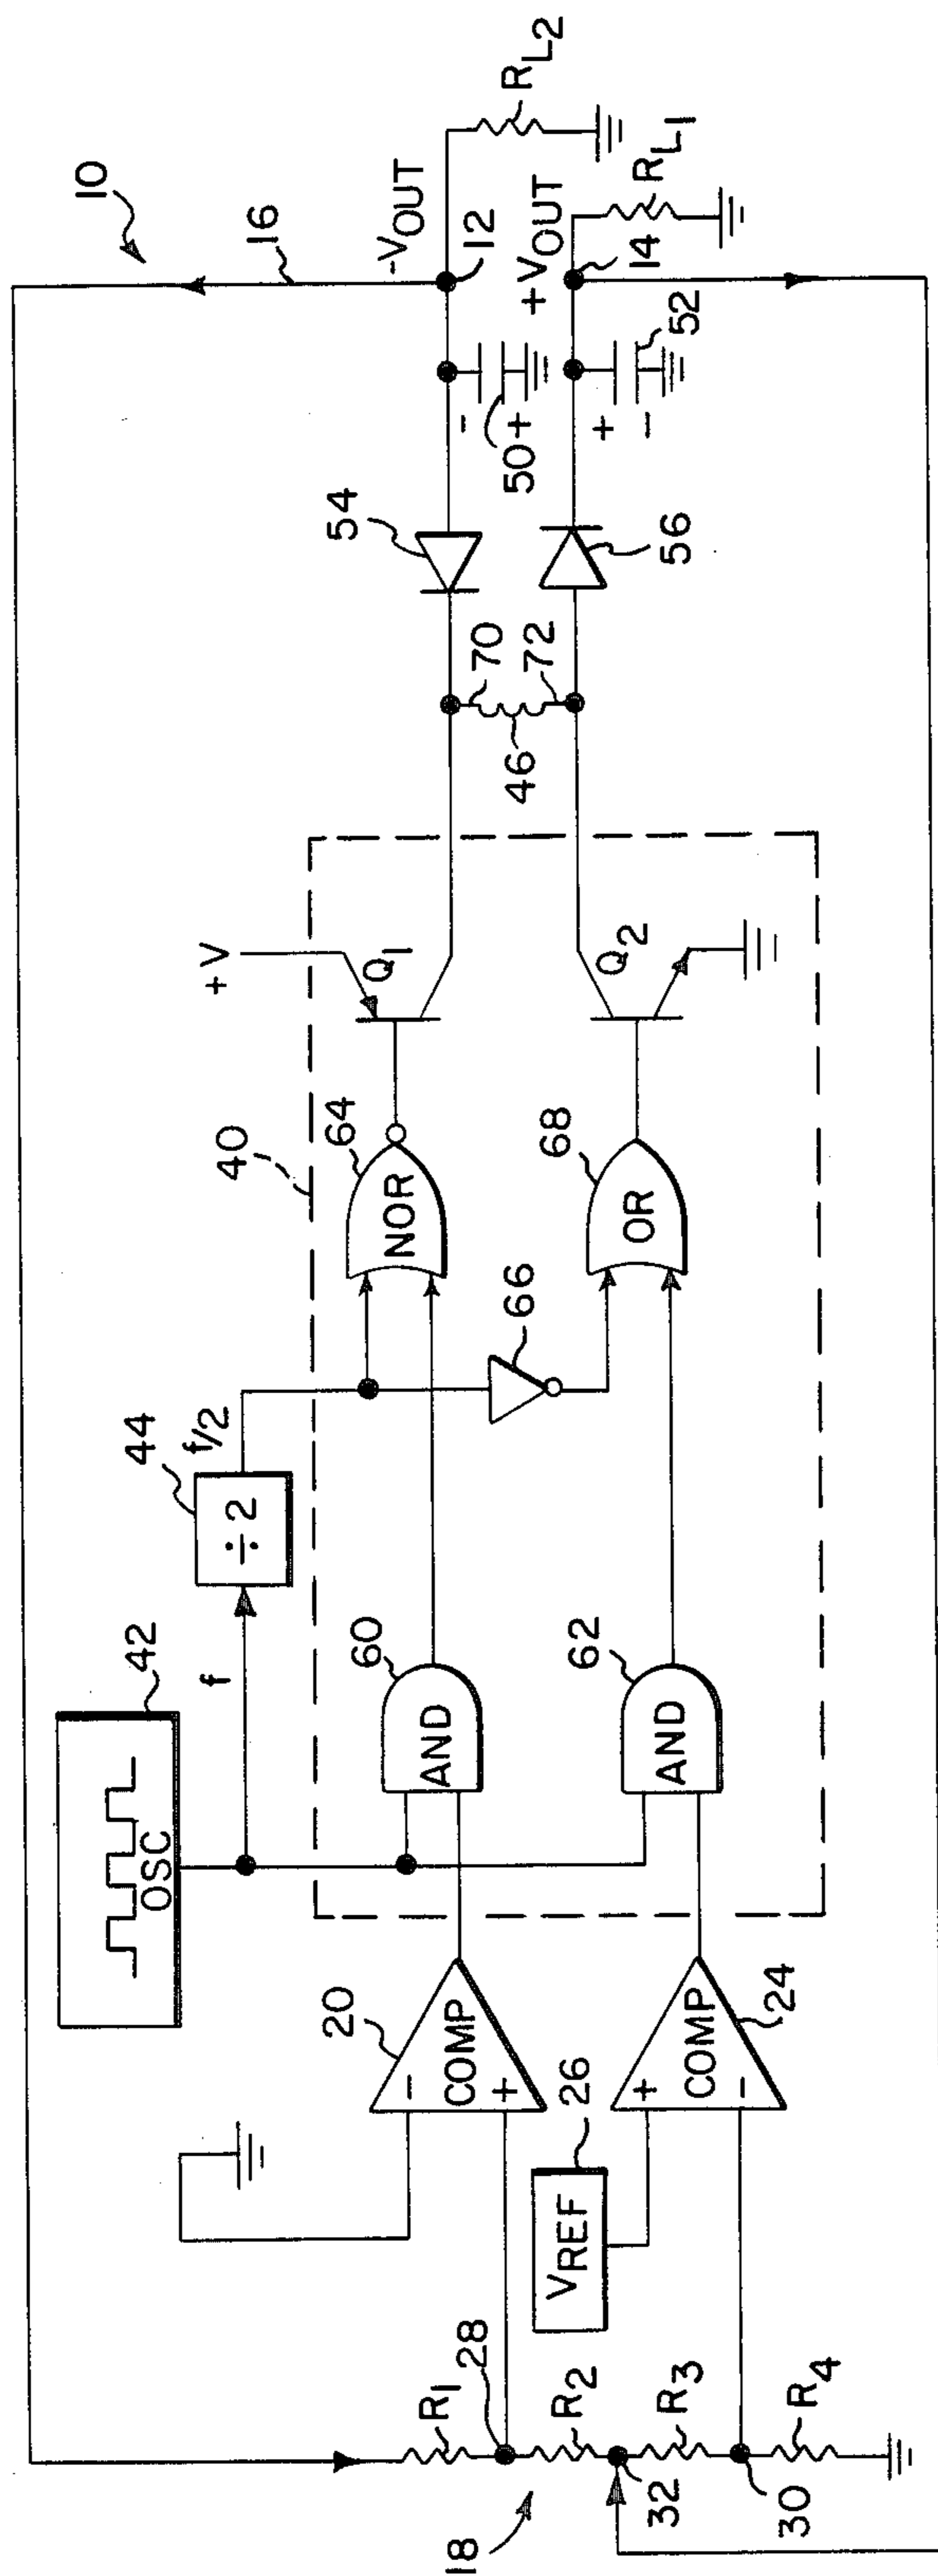 10
16
-VOUT
12
RL2
+VOUT
14
RL1
52
-
50
+
+
-
54
56
70
72
46
+V
Q1
Q2
40
64
NOR
68
OR
66
44
÷2
f/2
f
42
OSC
60
AND
62
AND
20
-
COMP
+
24
+
COMP
-
26
VREF
28
R1
R2
R3
R4
32
30
18